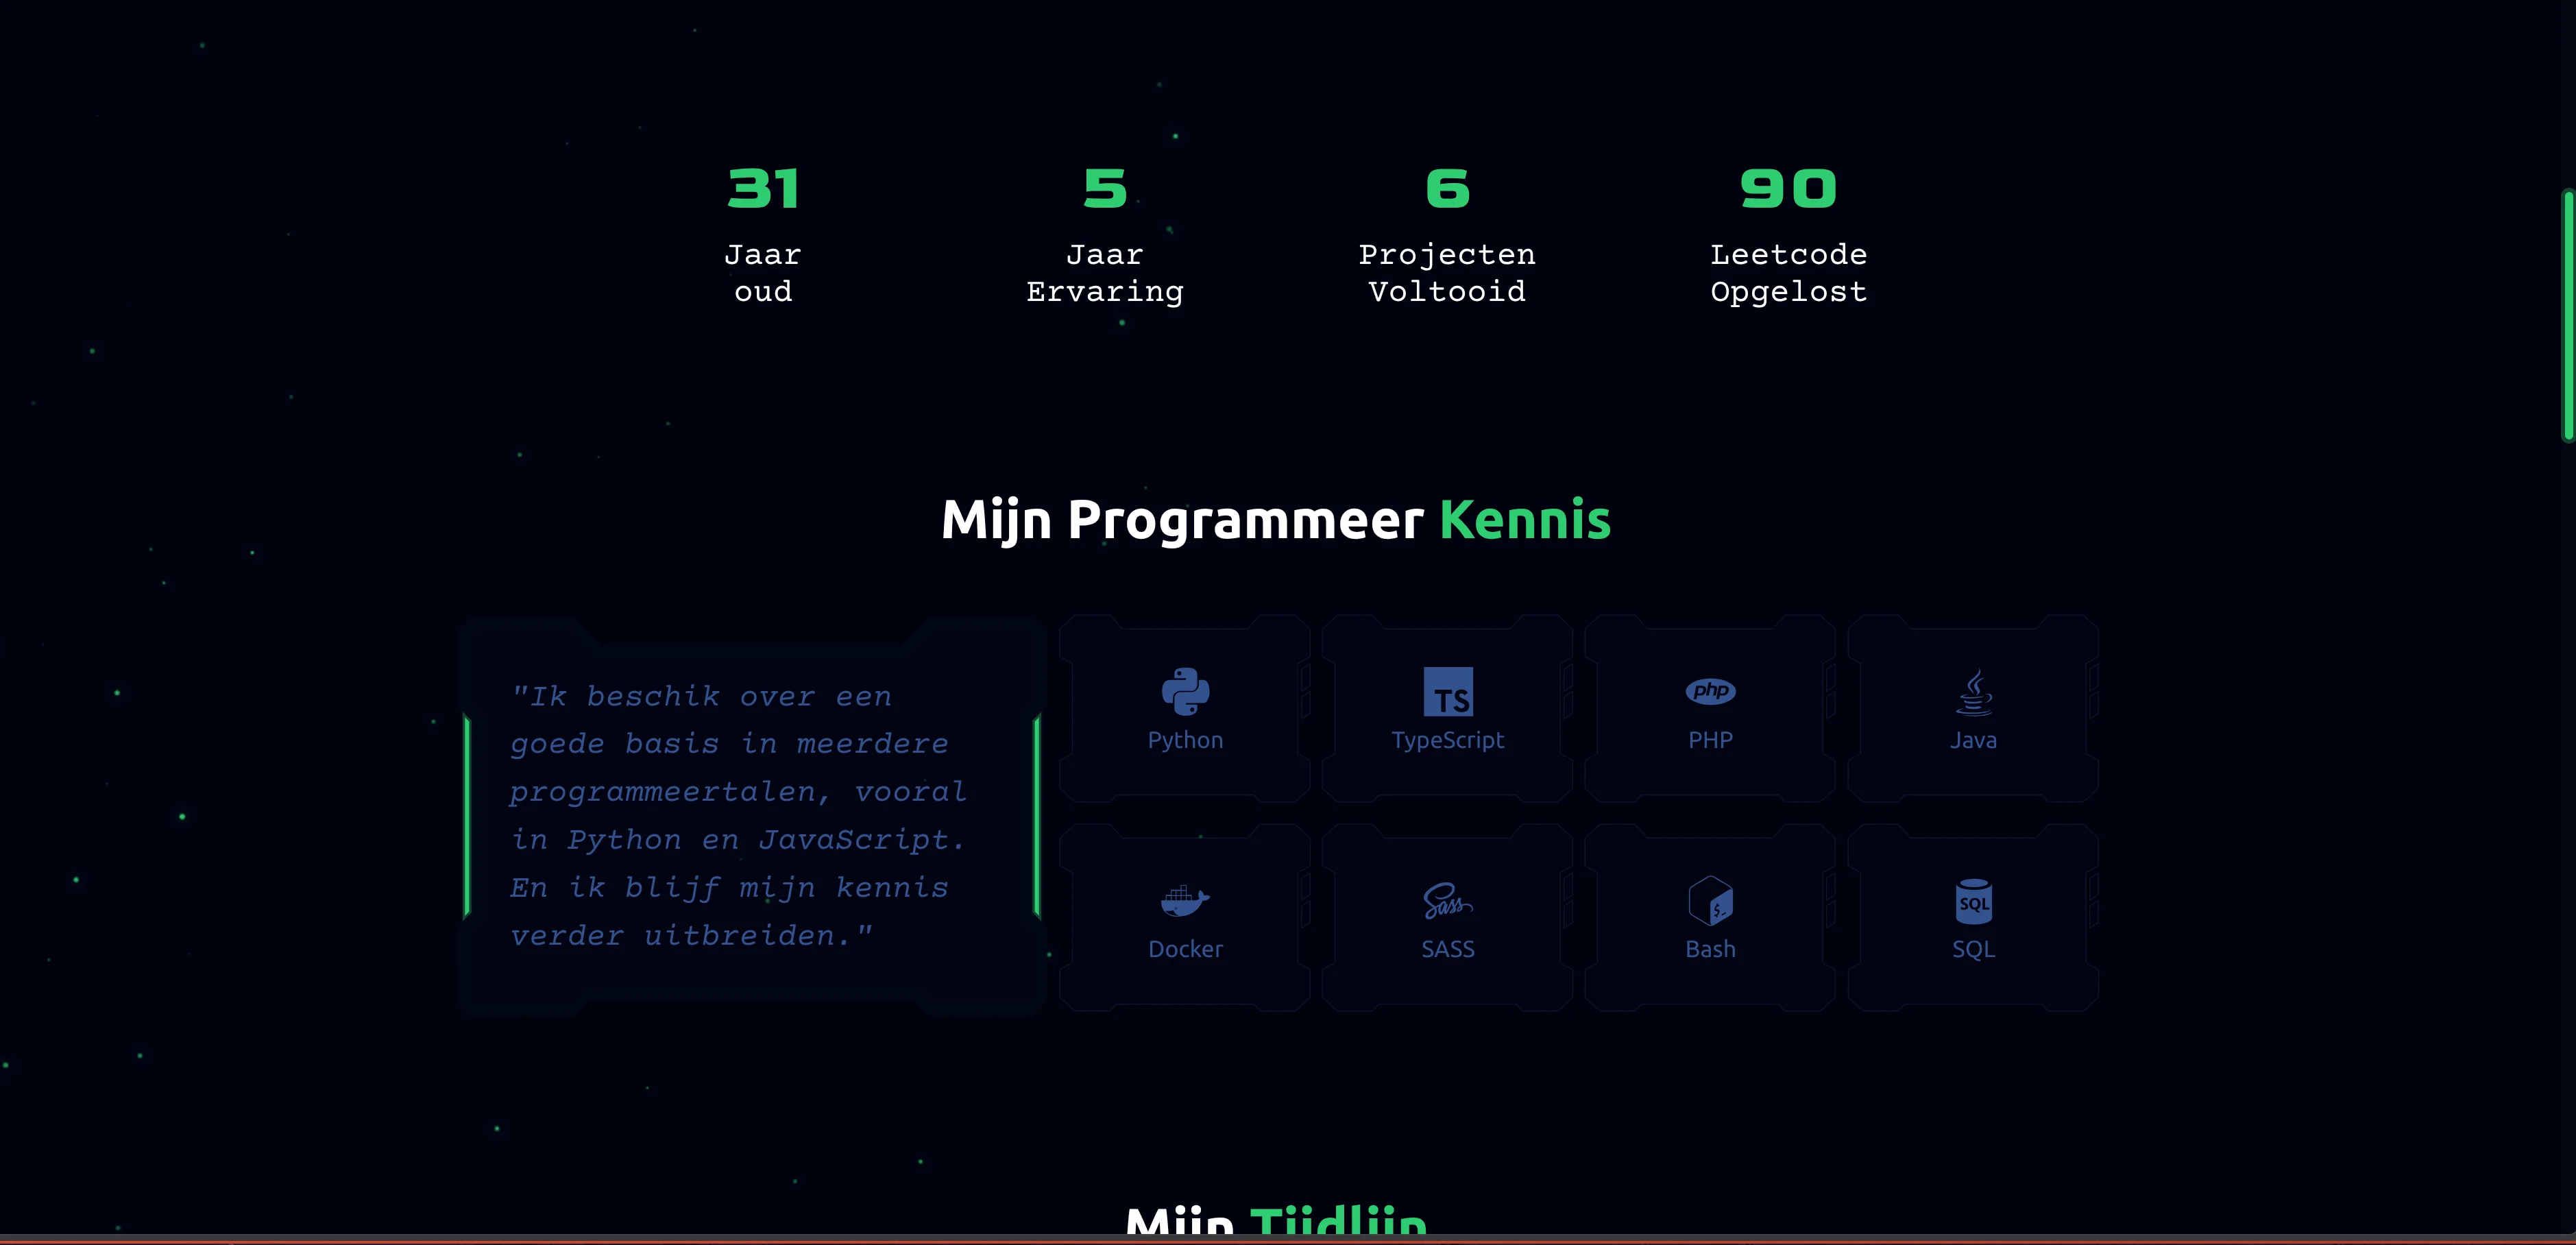 31
Jaar
oud
5
Jaar
Ervaring
6
Projecten
Voltooid
90
Leetcode
Opgelost
Mijn Programmeer Kennis
"Ik beschik over een
goede basis in meerdere
programmeertalen, vooral
in Python en JavaScript.
En ik blijf mijn kennis
verder uitbreiden."
Python
TS
TypeScript
php
PHP
Java
Docker
Sass
SASS
$_
Bash
SQL
SQL
Mijn Tijdlijn